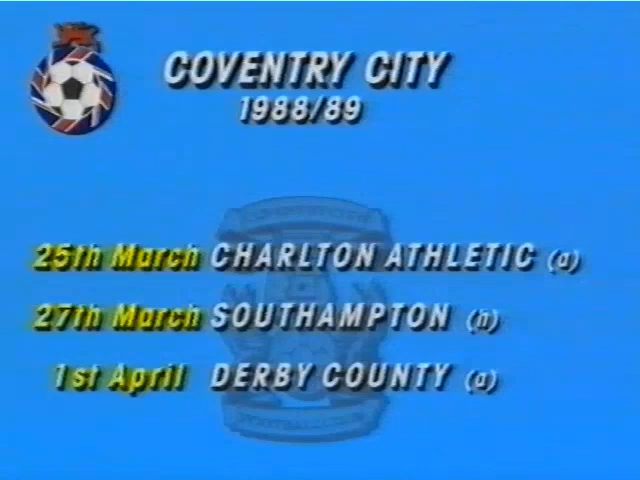 COVENTRY CITY
1988/89
25th March CHARLTON ATHLETIC (a)
27th March SOUTHAMPTON (h)
1st April DERBY COUNTY (a)